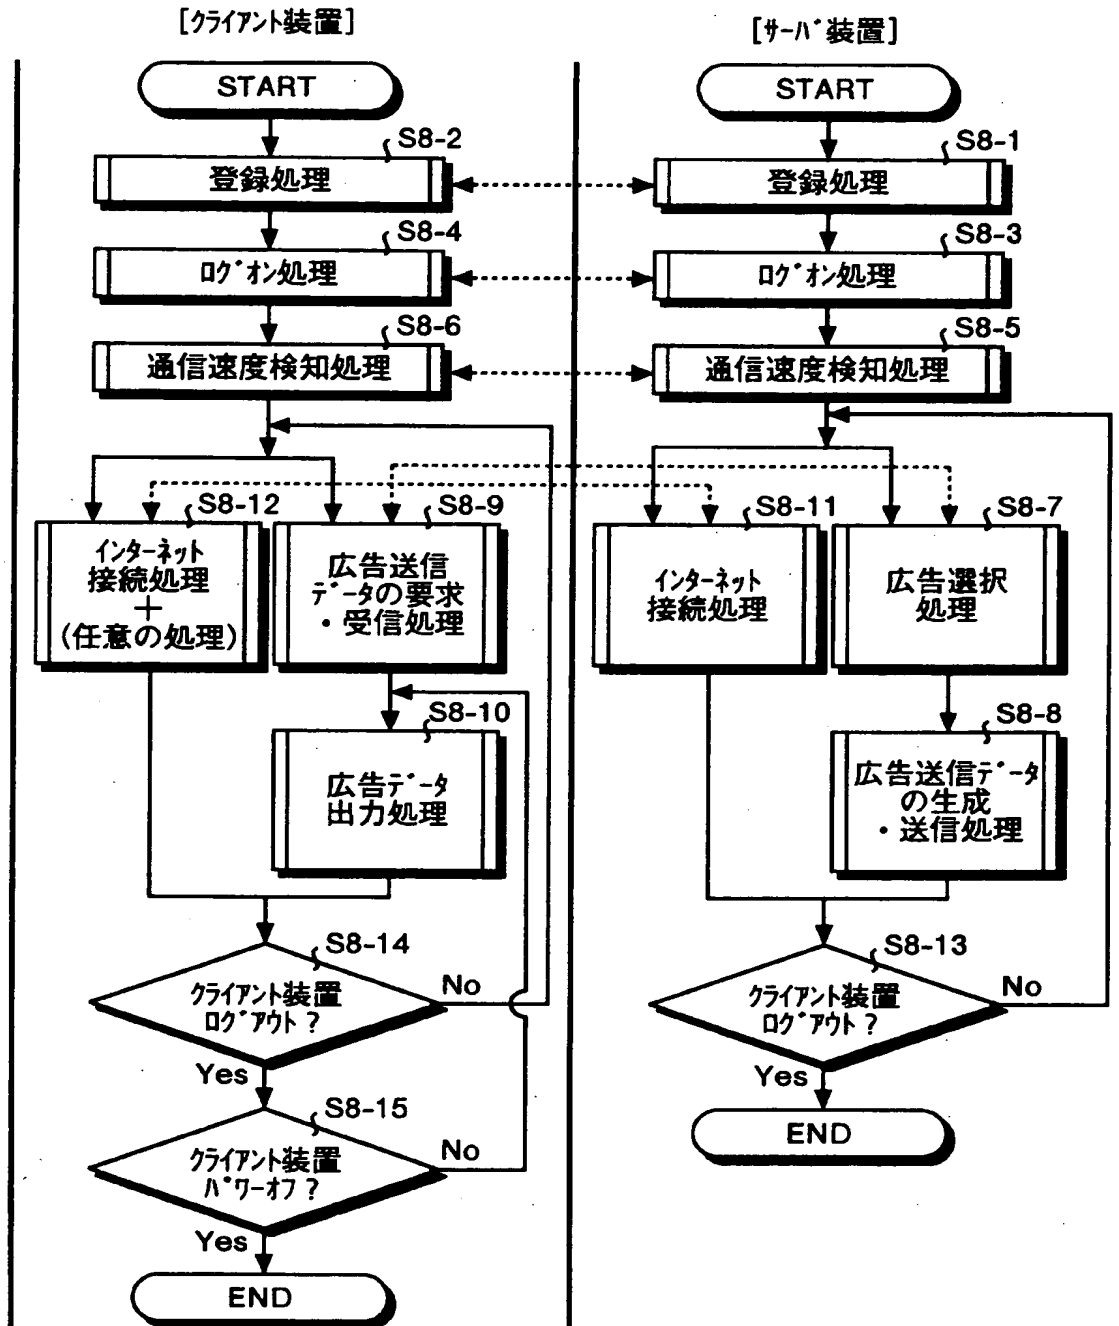 [クライアント装置]
START
S8-2
登録処理
S8-4
ログオン処理
S8-6
通信速度検知処理
S8-12
インターネット
接続処理
+
(任意の処理)
S8-9
広告送信
データの要求
・受信処理
S8-10
広告データ
出力処理
S8-14
クライアント装置
ログアウト?
No
Yes
S8-15
クライアント装置
パワーオフ?
No
Yes
END
[サーバ装置]
START
S8-1
登録処理
S8-3
ログオン処理
S8-5
通信速度検知処理
S8-11
インターネット
接続処理
S8-7
広告選択
処理
S8-8
広告送信データ
の生成
・送信処理
S8-13
クライアント装置
ログアウト?
No
Yes
END